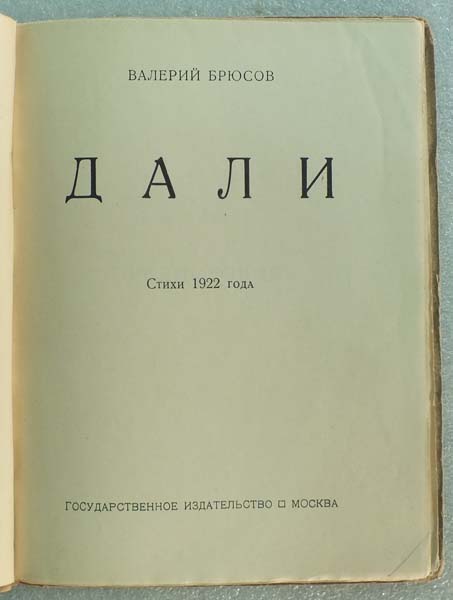 ВАЛЕРИЙ БРЮСОВ
ДАЛИ
Стихи 1922 года
ГОСУДАРСТВЕННОЕ ИЗДАТЕЛЬСТВО □ МОСКВА